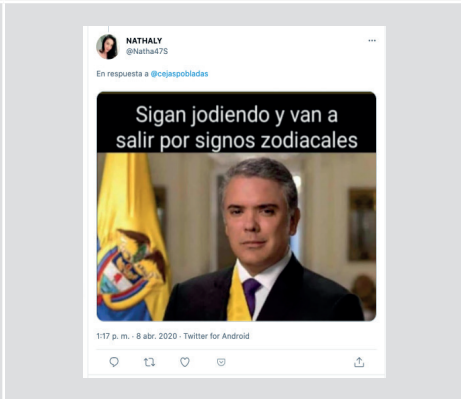 NATHALY
@Natha47S
En respuesta a @cejaspobladas
Sigan jodiendo y van a
salir por signos zodiacales
1:17 p. m. · 8 abr. 2020 · Twitter for Android